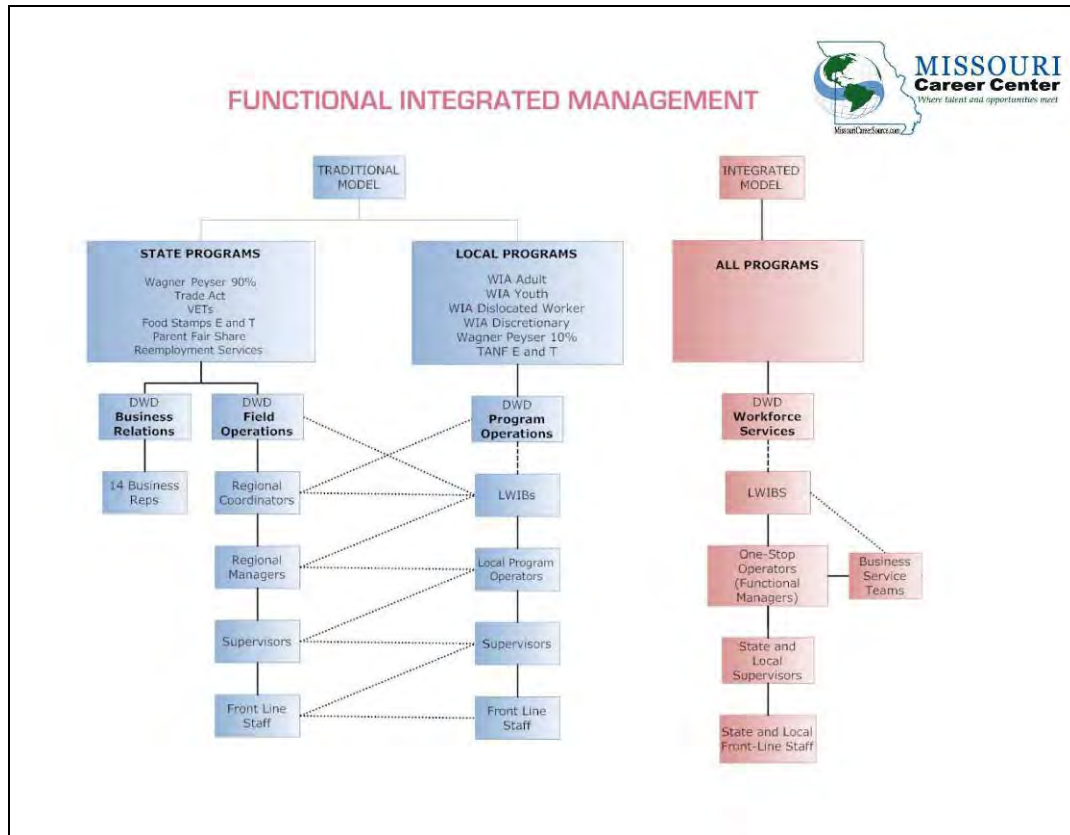 MISSOURI
Career Center
Where talent and opportunities meet
MissouriCareerSource.com
FUNCTIONAL INTEGRATED MANAGEMENT
TRADITIONAL
MODEL
STATE PROGRAMS
Wagner Peyser 90%
Trade Act
VETs
Food Stamps E and T
Parent Fair Share
Reemployment Services
LOCAL PROGRAMS
WIA Adult
WIA Youth
WIA Dislocated Worker
WIA Discretionary
Wagner Peyser 10%
TANF E and T
DWD
Business
Relations
DWD
Field
Operations
DWD
Program
Operations
14 Business
Reps
Regional
Coordinators
LWIBs
Regional
Managers
Local Program
Operators
Supervisors
Supervisors
Front Line
Staff
Front Line
Staff
INTEGRATED
MODEL
ALL PROGRAMS
DWD
Workforce
Services
LWIBS
One-Stop
Operators
(Functional
Managers)
Business
Service
Teams
State and
Local
Supervisors
State and Local
Front-Line Staff